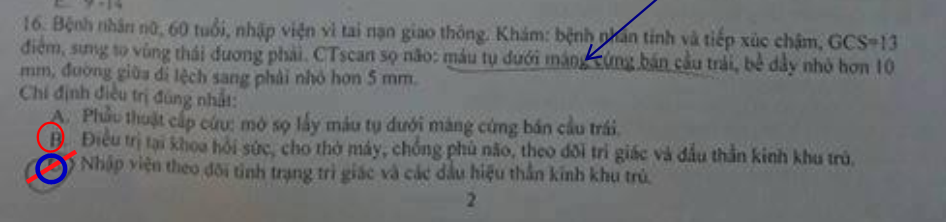 16. Bệnh nhân nữ, 60 tuổi, nhập viện vì tai nạn giao thông. Khám: bệnh nhân tỉnh và tiếp xúc chậm, GCS=13
điểm, sưng to vùng thái dương phải. CTscan sọ não: máu tụ dưới màng cứng bán cầu trái, bề dầy nhỏ hơn 10
mm, đường giữa di lệch sang phải nhỏ hơn 5 mm.
Chỉ định điều trị đúng nhất:
A. Phẫu thuật cấp cứu: mở sọ lấy máu tụ dưới màng cứng bán cầu trái.
B. Điều trị tại khoa hồi sức, cho thở máy, chống phù não, theo dõi tri giác và dấu thần kinh khu trú.
Nhập viện theo dõi tình trạng tri giác và các dấu hiệu thần kinh khu trú.
2